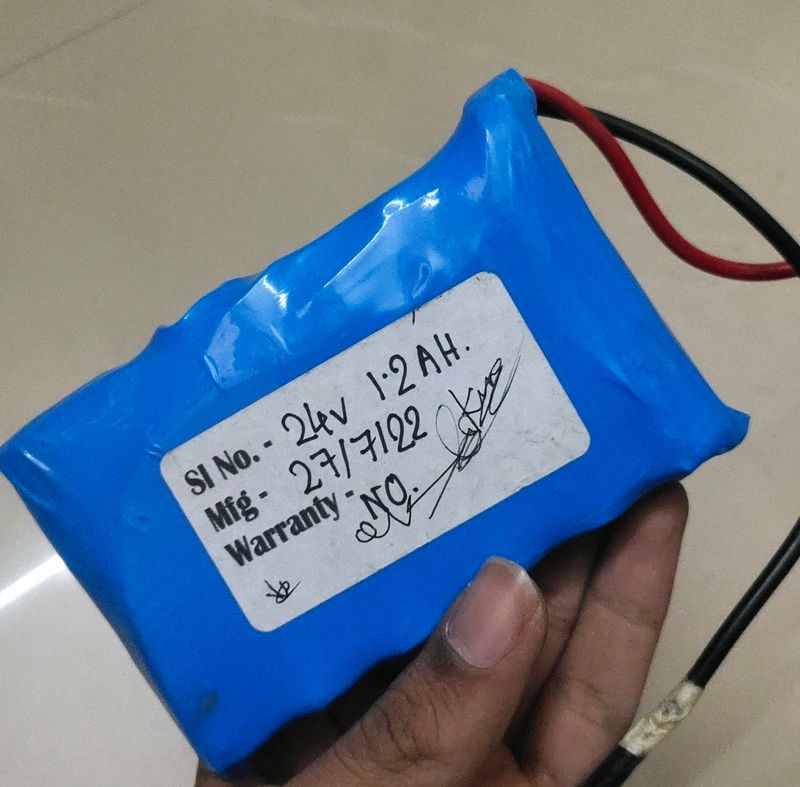 Sl No. - 24v 1.2AH.
Mfg - 27/7/22
Warranty - NO.